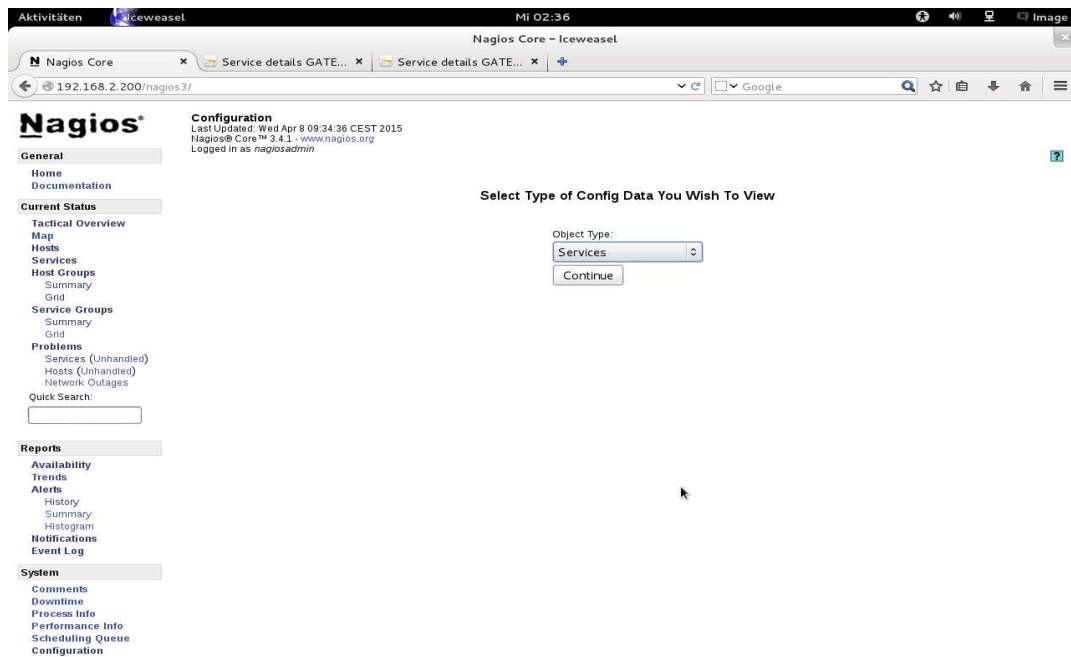 Aktivitäten Iceweasel Mi 02:36 Image
Nagios Core - Iceweasel
N Nagios Core × Service details GATE... × Service details GATE... ×
192.168.2.200/nagios3/ Google
Nagios®
General
Home
Documentation
Current Status
Tactical Overview
Map
Hosts
Services
Host Groups
Summary
Grid
Service Groups
Summary
Grid
Problems
Services (Unhandled)
Hosts (Unhandled)
Network Outages
Quick Search:
Reports
Availability
Trends
Alerts
History
Summary
Histogram
Notifications
Event Log
System
Comments
Downtime
Process Info
Performance Info
Scheduling Queue
Configuration
Configuration
Last Updated: Wed Apr 8 09:34:36 CEST 2015
Nagios® Core™ 3.4.1 - www.nagios.org
Logged in as nagiosadmin
?
Select Type of Config Data You Wish To View
Object Type:
Services
Continue